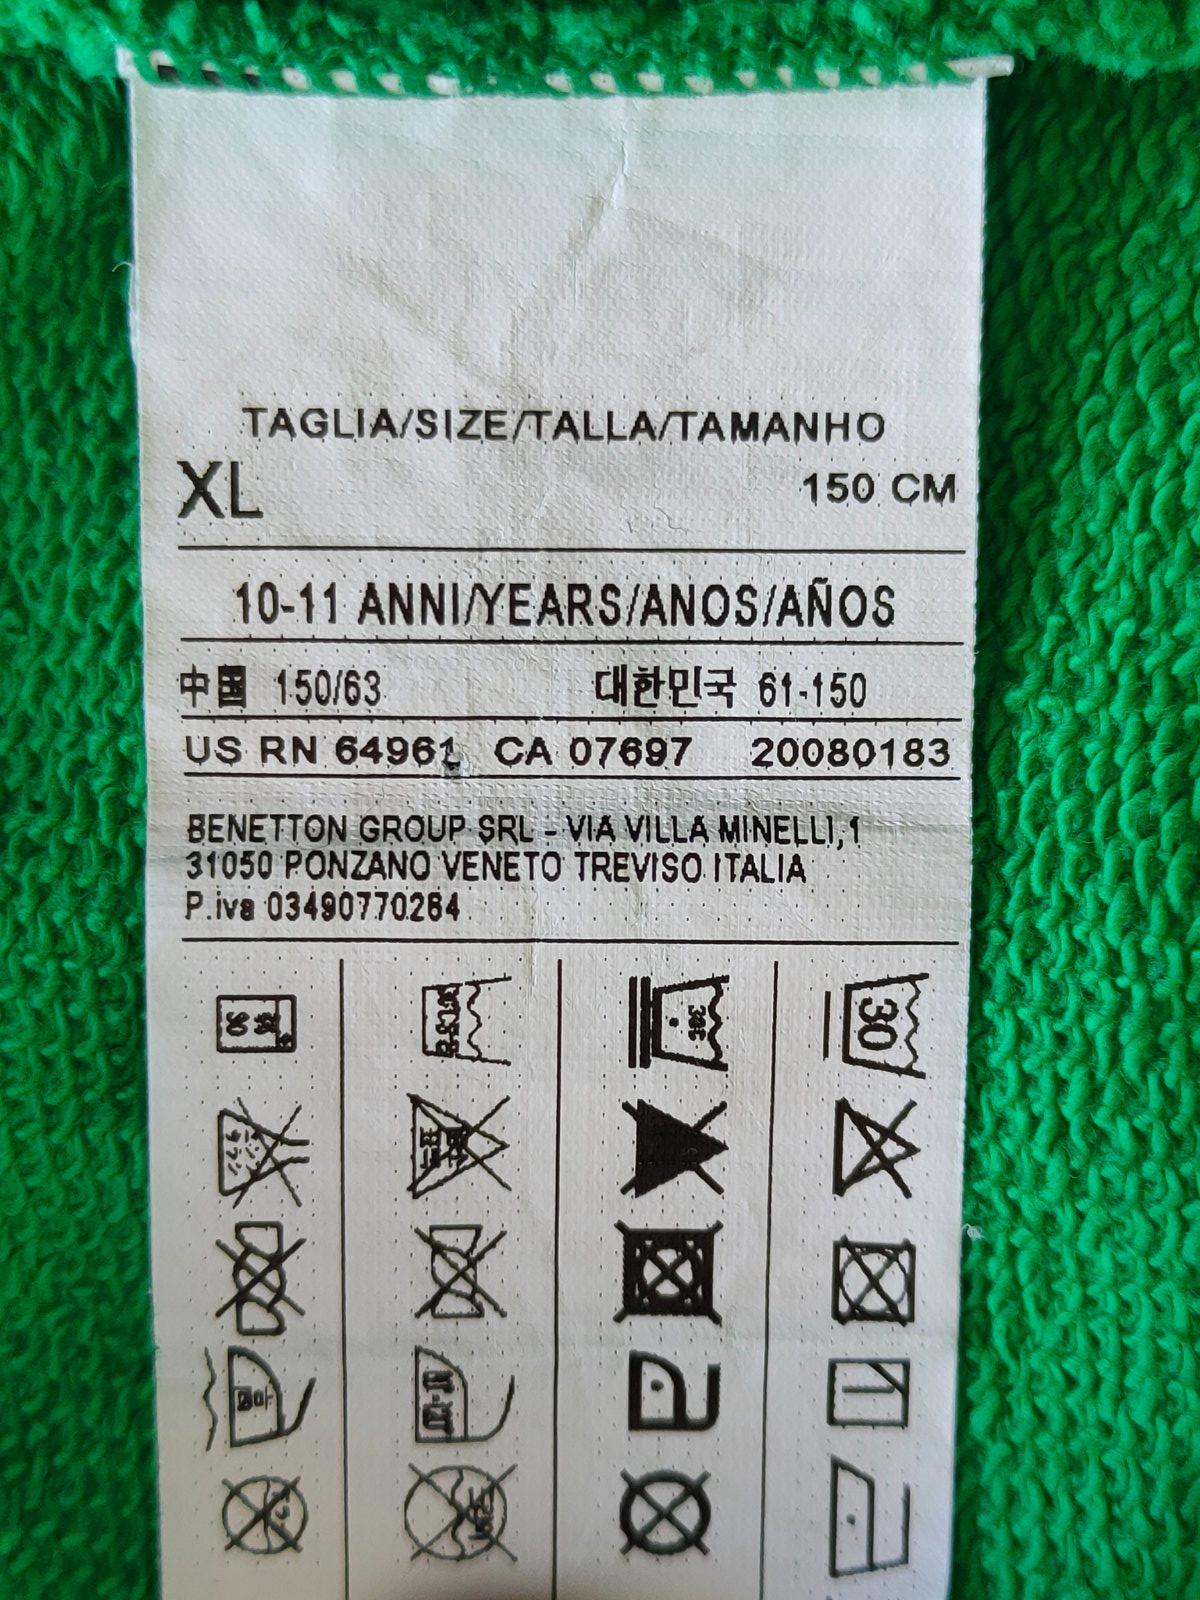 TAGLIA/SIZE/TALLA/TAMANHO
XL 150 CM
10-11 ANNI/YEARS/ANOS/AÑOS
中国 150/63 대한민국 61-150
US RN 64961 CA 07697 20080183
BENETTON GROUP SRL - VIA VILLA MINELLI,1
31050 PONZANO VENETO TREVISO ITALIA
P.iva 03490770264
30